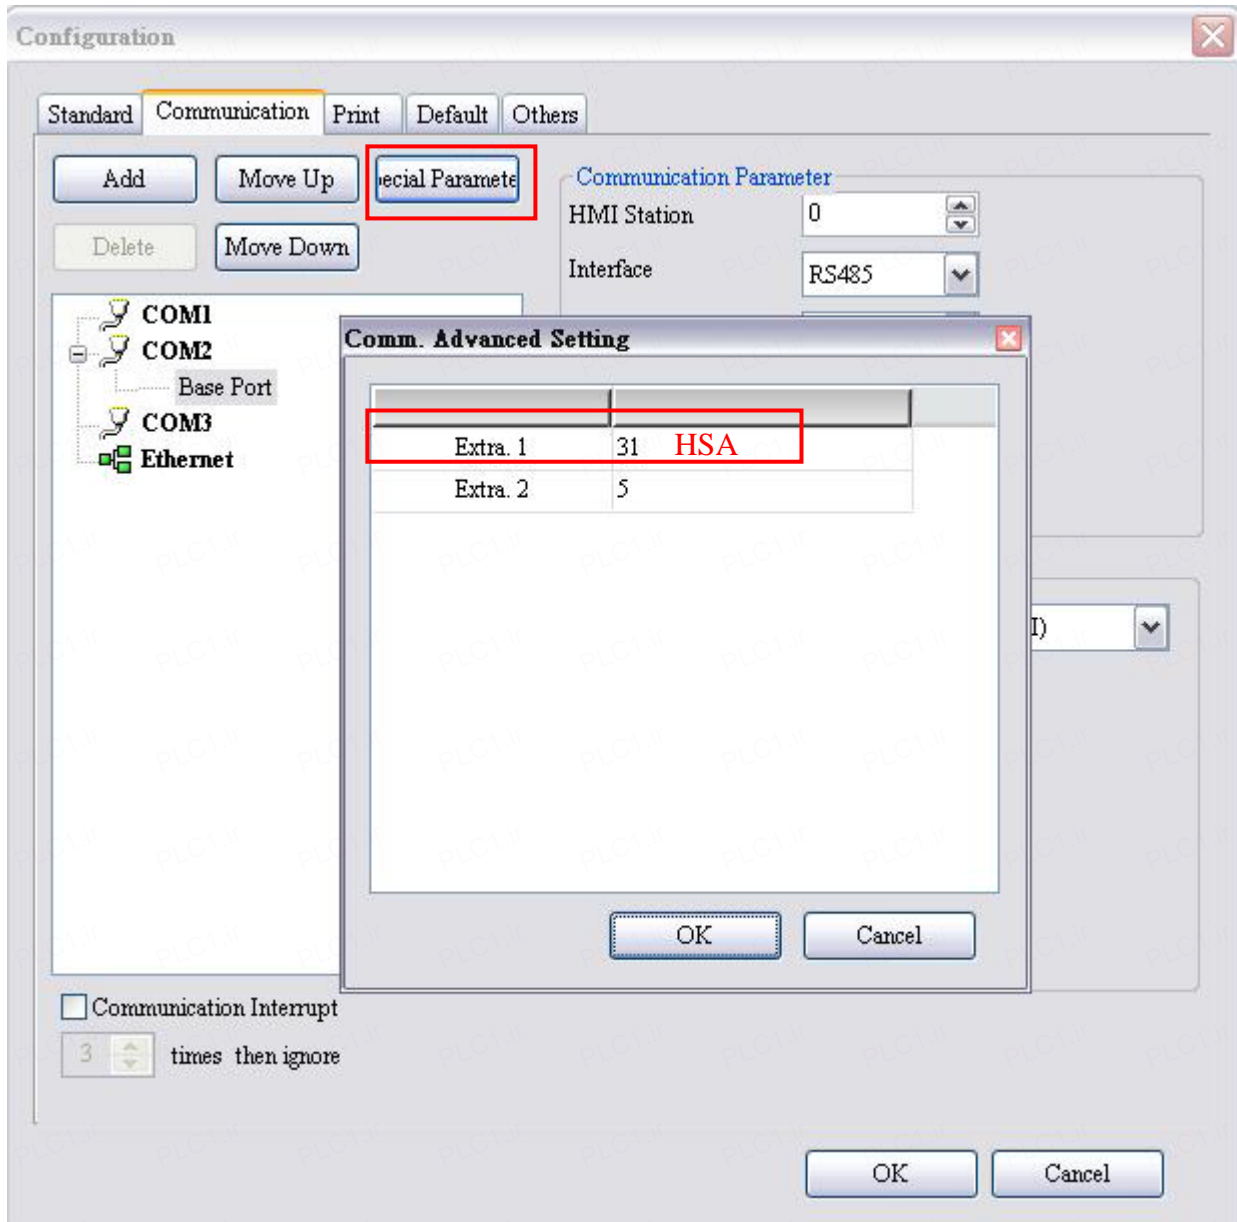 Configuration
Standard Communication Print Default Others
Add Move Up ecial Paramete
Delete Move Down
Communication Parameter
HMI Station 0
Interface RS485
COM1
COM2
Base Port
COM3
Ethernet
Comm. Advanced Setting
Extra. 1 31 HSA
Extra. 2 5
I)
OK Cancel
Communication Interrupt
3 times then ignore
OK Cancel
PLC1.ir